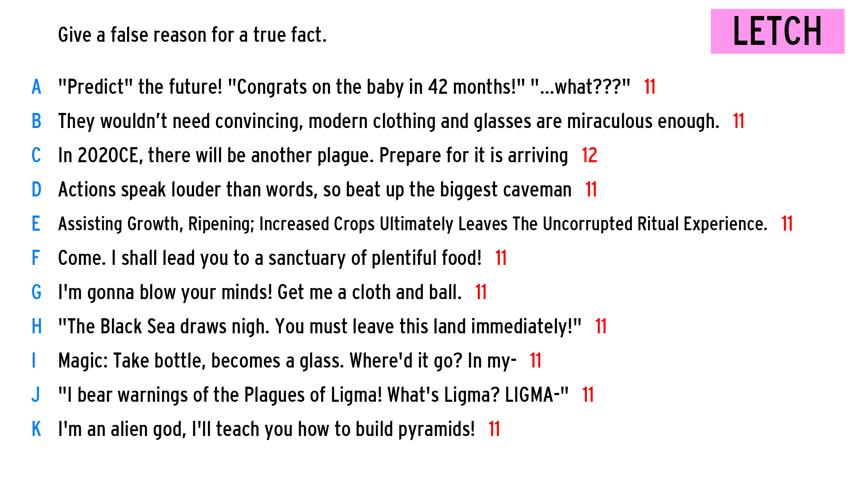 Give a false reason for a true fact.
LETCH
A "Predict" the future! "Congrats on the baby in 42 months!" "...what???" 11
B They wouldn't need convincing, modern clothing and glasses are miraculous enough. 11
C In 2020CE, there will be another plague. Prepare for it is arriving 12
D Actions speak louder than words, so beat up the biggest caveman 11
E Assisting Growth, Ripening; Increased Crops Ultimately Leaves The Uncorrupted Ritual Experience. 11
F Come. I shall lead you to a sanctuary of plentiful food! 11
G I'm gonna blow your minds! Get me a cloth and ball. 11
H "The Black Sea draws nigh. You must leave this land immediately!" 11
I Magic: Take bottle, becomes a glass. Where'd it go? In my- 11
J "I bear warnings of the Plagues of Ligma! What's Ligma? LIGMA-" 11
K I'm an alien god, I'll teach you how to build pyramids! 11